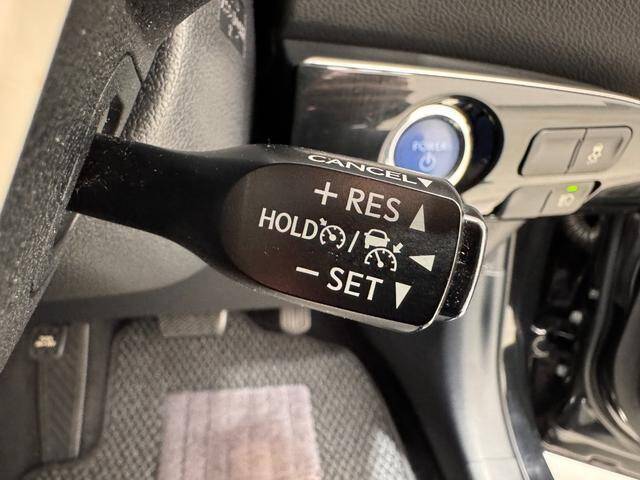 POWER
CANCEL
+ RES
HOLD /
− SET